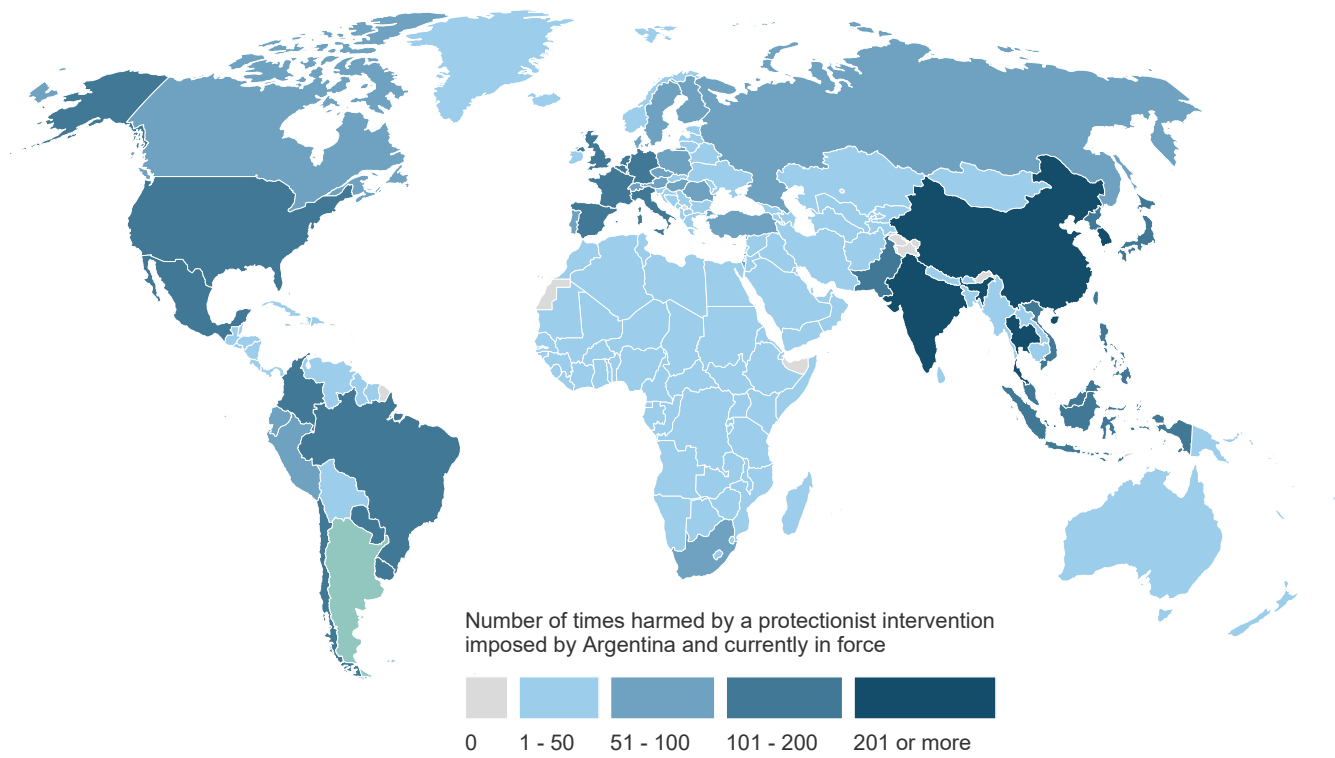 Number of times harmed by a protectionist intervention
imposed by Argentina and currently in force
0 1 - 50 51 - 100 101 - 200 201 or more